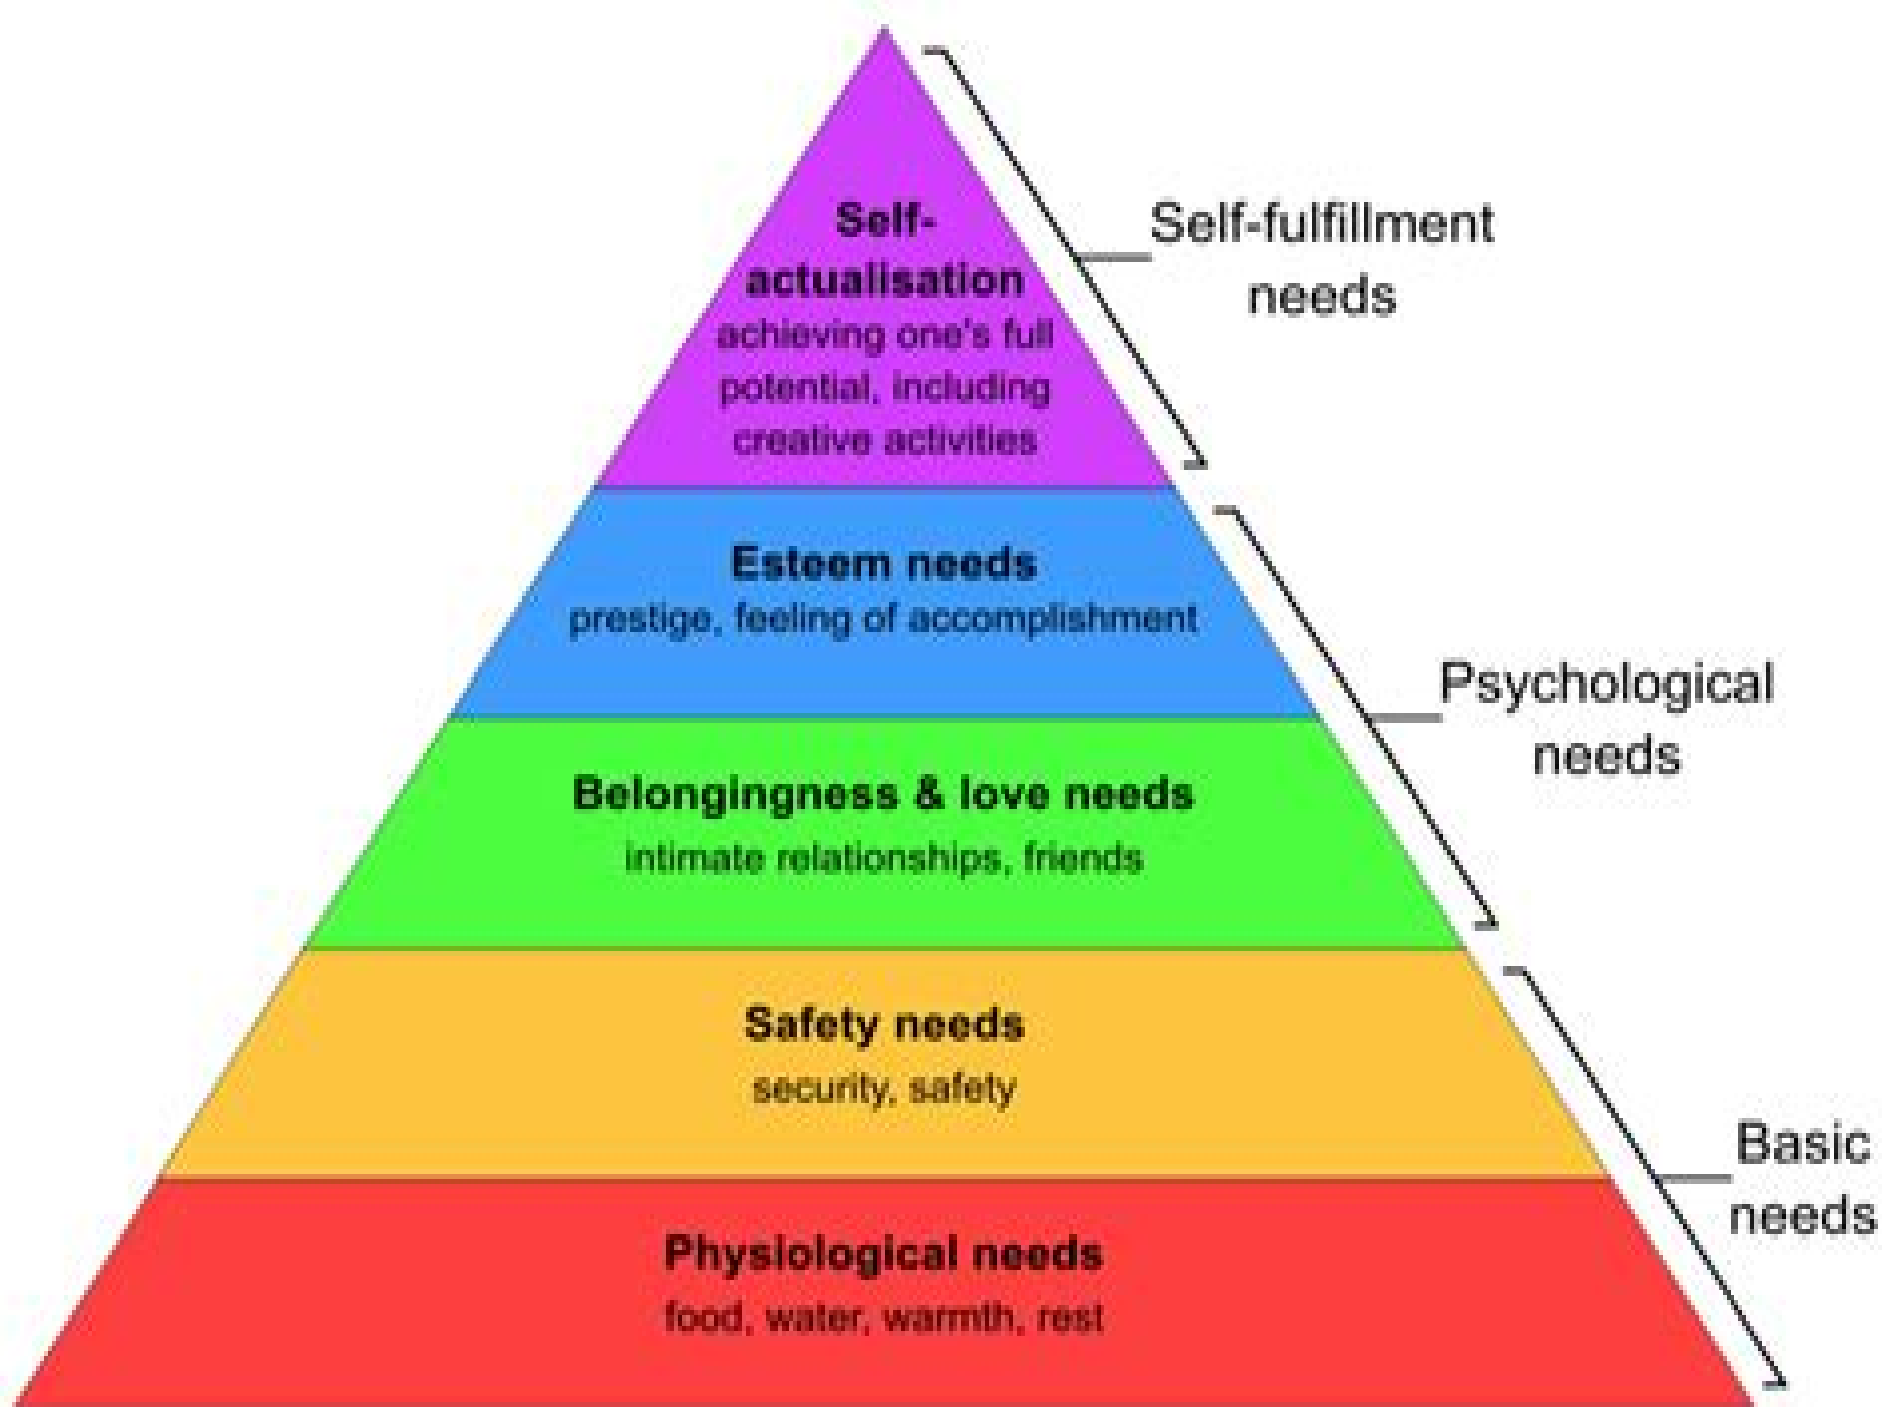 Self-
actualisation
achieving one's full
potential, including
creative activities
Self-fulfillment
needs
Esteem needs
prestige, feeling of accomplishment
Psychological
needs
Belongingness & love needs
intimate relationships, friends
Safety needs
security, safety
Basic
needs
Physiological needs
food, water, warmth, rest